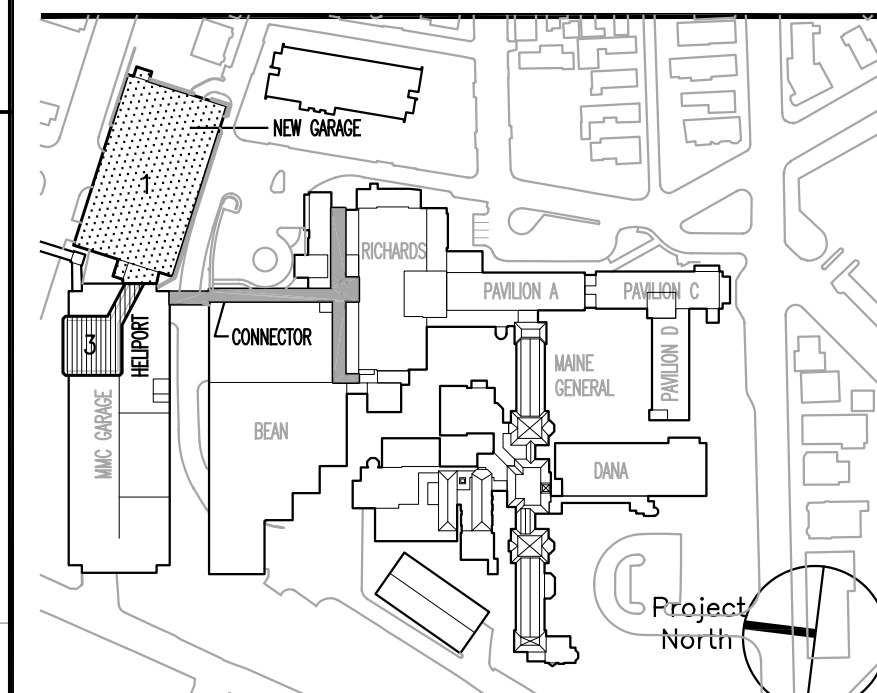 NEW GARAGE
1
RICHARDS
PAVILION A
PAVILION C
3
HELIPORT
CONNECTOR
PAVILION D
MAINE
GENERAL
MMC GARAGE
BEAN
DANA
Project
North